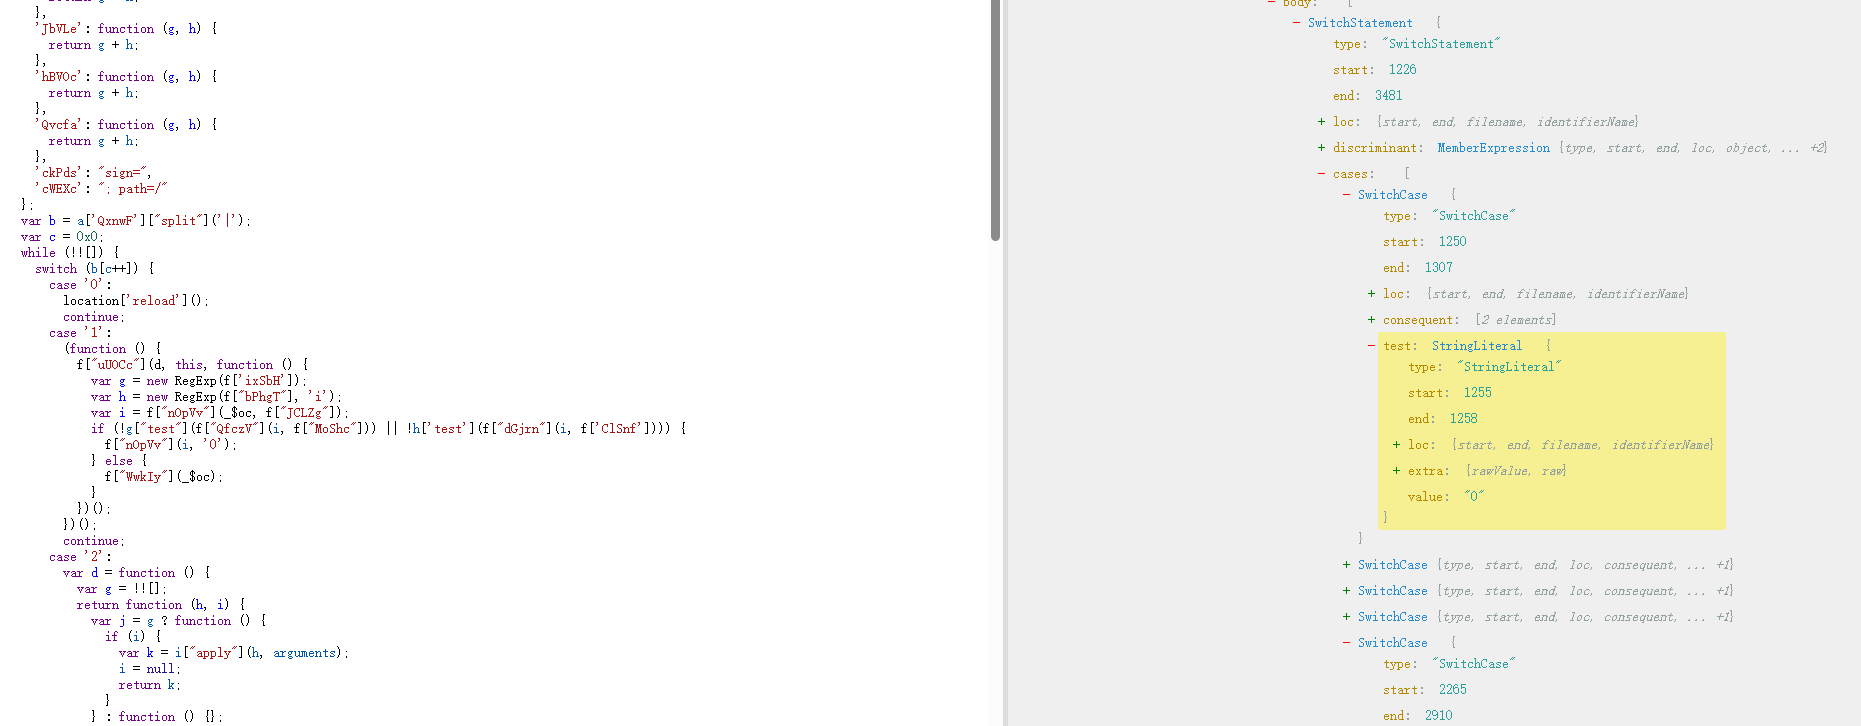 },
'JbVLe': function (g, h) {
return g + h;
},
'hBVOc': function (g, h) {
return g + h;
},
'Qvcfa': function (g, h) {
return g + h;
},
'ckPds': "sign=",
'cWEXc': "; path=/"
};
var b = a['QxnwF']["split"]('|');
var c = 0x0;
while (!![]) {
switch (b[c++]) {
case '0':
location['reload']();
continue;
case '1':
(function () {
f["uUOCc"](d, this, function () {
var g = new RegExp(f['ixSbH']);
var h = new RegExp(f["bPhgT"], 'i');
var i = f["nOpVv"](_$oc, f["JCLZg"]);
if (!g["test"](f["QfczV"](i, f["MoShc"])) || !h['test'](f["dGjrn"](i, f['ClSnf']))) {
f["nOpVv"](i, '0');
} else {
f["WwkIy"](_$oc);
}
})();
})();
continue;
case '2':
var d = function () {
var g = !![];
return function (h, i) {
var j = g ? function () {
if (i) {
var k = i["apply"](h, arguments);
i = null;
return k;
}
} : function () {};
− body: [
− SwitchStatement {
type: "SwitchStatement"
start: 1226
end: 3481
+ loc: {start, end, filename, identifierName}
+ discriminant: MemberExpression {type, start, end, loc, object, ... +2}
− cases: [
− SwitchCase {
type: "SwitchCase"
start: 1250
end: 1307
+ loc: {start, end, filename, identifierName}
+ consequent: [2 elements]
− test: StringLiteral {
type: "StringLiteral"
start: 1255
end: 1258
+ loc: {start, end, filename, identifierName}
+ extra: {rawValue, raw}
value: "0"
}
}
+ SwitchCase {type, start, end, loc, consequent, ... +1}
+ SwitchCase {type, start, end, loc, consequent, ... +1}
+ SwitchCase {type, start, end, loc, consequent, ... +1}
− SwitchCase {
type: "SwitchCase"
start: 2265
end: 2910